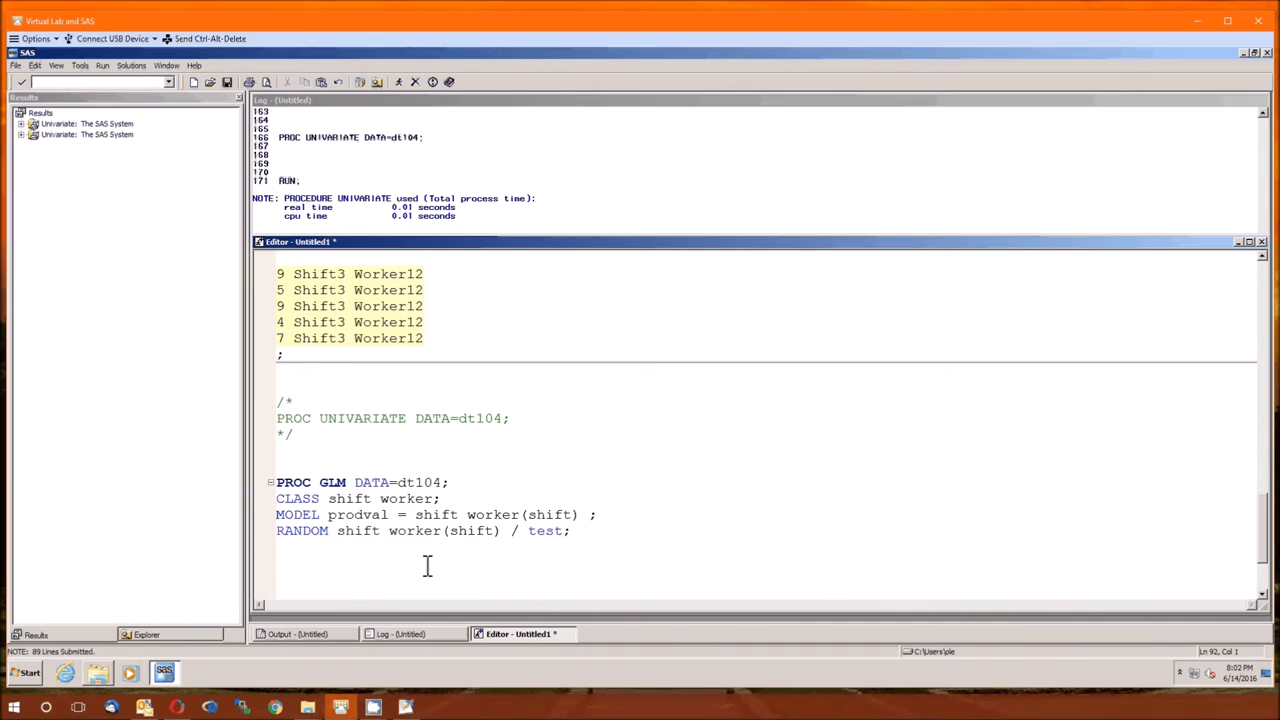 Virtual Lab and SAS
Options Connect USB Device Send Ctrl-Alt-Delete
SAS
File Edit View Tools Run Solutions Window Help
Results
Results
Univariate: The SAS System
Univariate: The SAS System
Log - (Untitled)
163
164
165
166 PROC UNIVARIATE DATA=dt104;
167
168
169
170
171 RUN;
NOTE: PROCEDURE UNIVARIATE used (Total process time):
real time 0.01 seconds
cpu time 0.01 seconds
Editor - Untitled1 *
9 Shift3 Worker12
5 Shift3 Worker12
9 Shift3 Worker12
4 Shift3 Worker12
7 Shift3 Worker12
;
/*
PROC UNIVARIATE DATA=dt104;
*/
PROC GLM DATA=dt104;
CLASS shift worker;
MODEL prodval = shift worker(shift) ;
RANDOM shift worker(shift) / test;
Results Explorer Output - (Untitled) Log - (Untitled) Editor - Untitled1 *
NOTE: 89 Lines Submitted. C:\Users\ple Ln 92, Col 1
Start
8:02 PM
6/14/2016